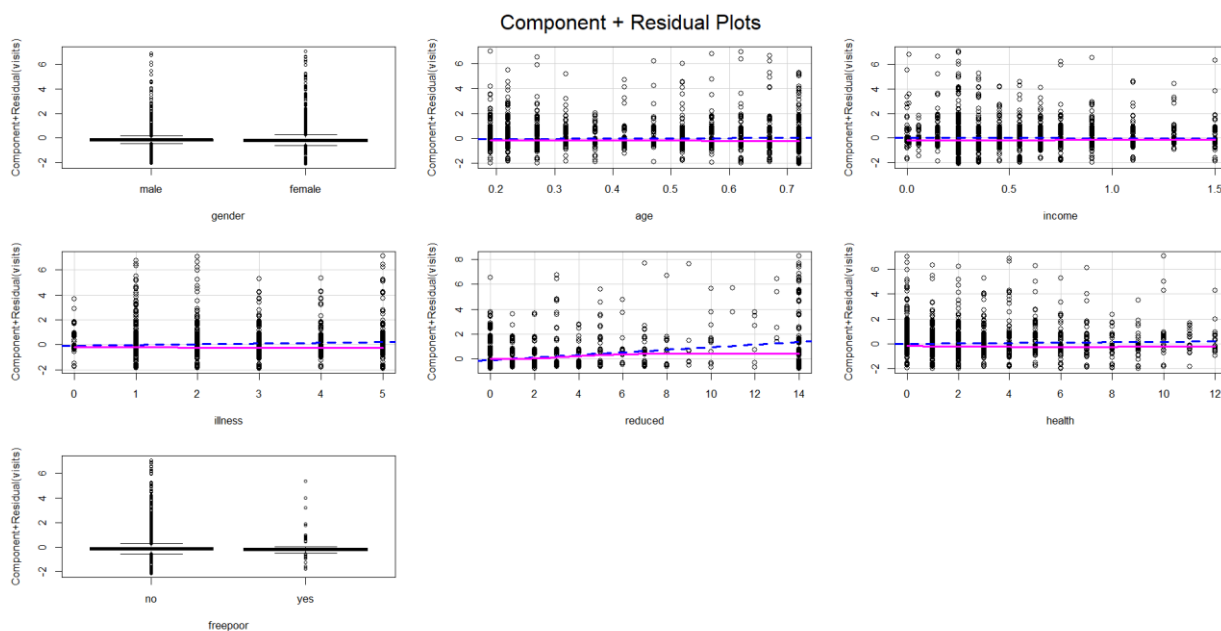 Component + Residual Plots
Component+Residual(visits)
-2 0 2 4 6
male female
gender
Component+Residual(visits)
-2 0 2 4 6
0.2 0.3 0.4 0.5 0.6 0.7
age
Component+Residual(visits)
-2 0 2 4 6
0.0 0.5 1.0 1.5
income
Component+Residual(visits)
-2 0 2 4 6
0 1 2 3 4 5
illness
Component+Residual(visits)
0 2 4 6 8
0 2 4 6 8 10 12 14
reduced
Component+Residual(visits)
-2 0 2 4 6
0 2 4 6 8 10 12
health
Component+Residual(visits)
-2 0 2 4 6
no yes
freepoor